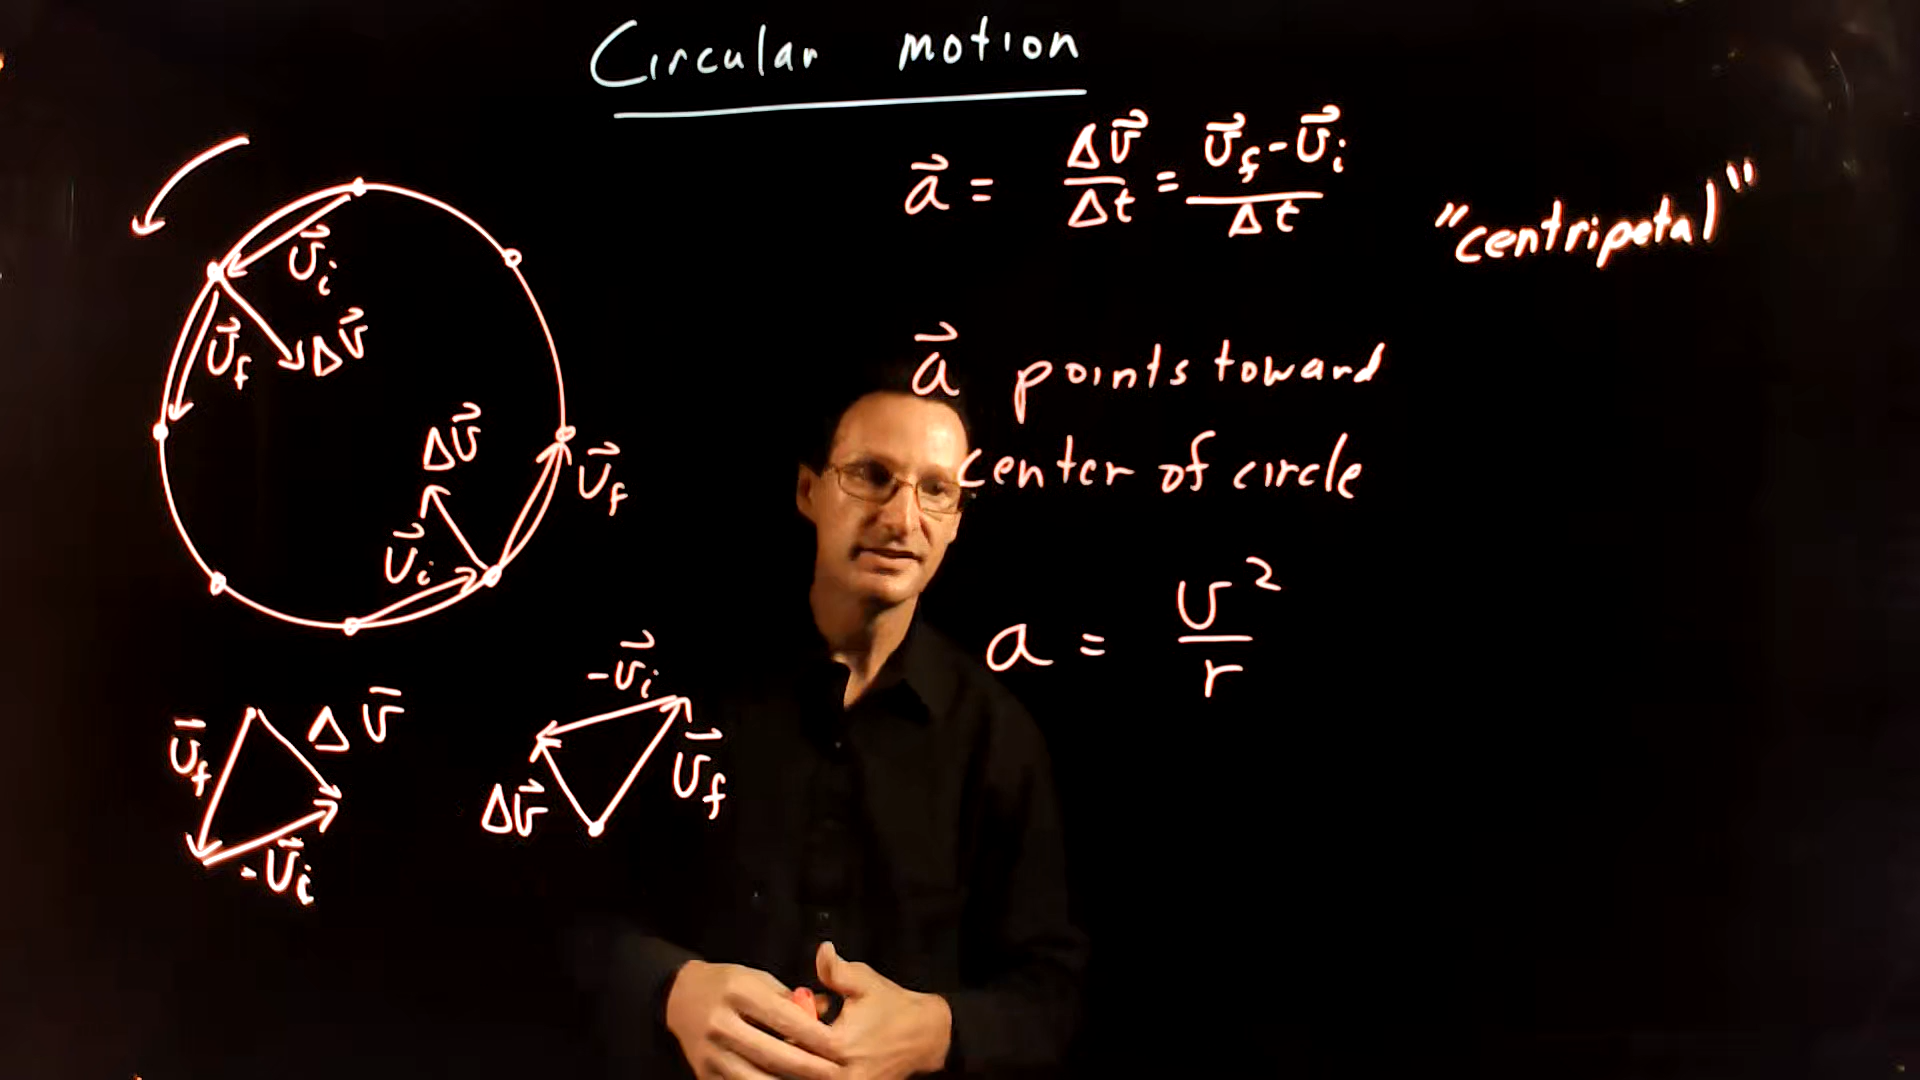 Circular motion
a⃗ = Δv⃗/Δt = (v⃗f - v⃗i)/Δt
"centripetal"
v⃗i
v⃗f
Δv⃗
a⃗ points toward
center of circle
Δv⃗
v⃗f
v⃗i
a = v²/r
v⃗f
Δv⃗
-v⃗i
-v⃗i
v⃗f
Δv⃗